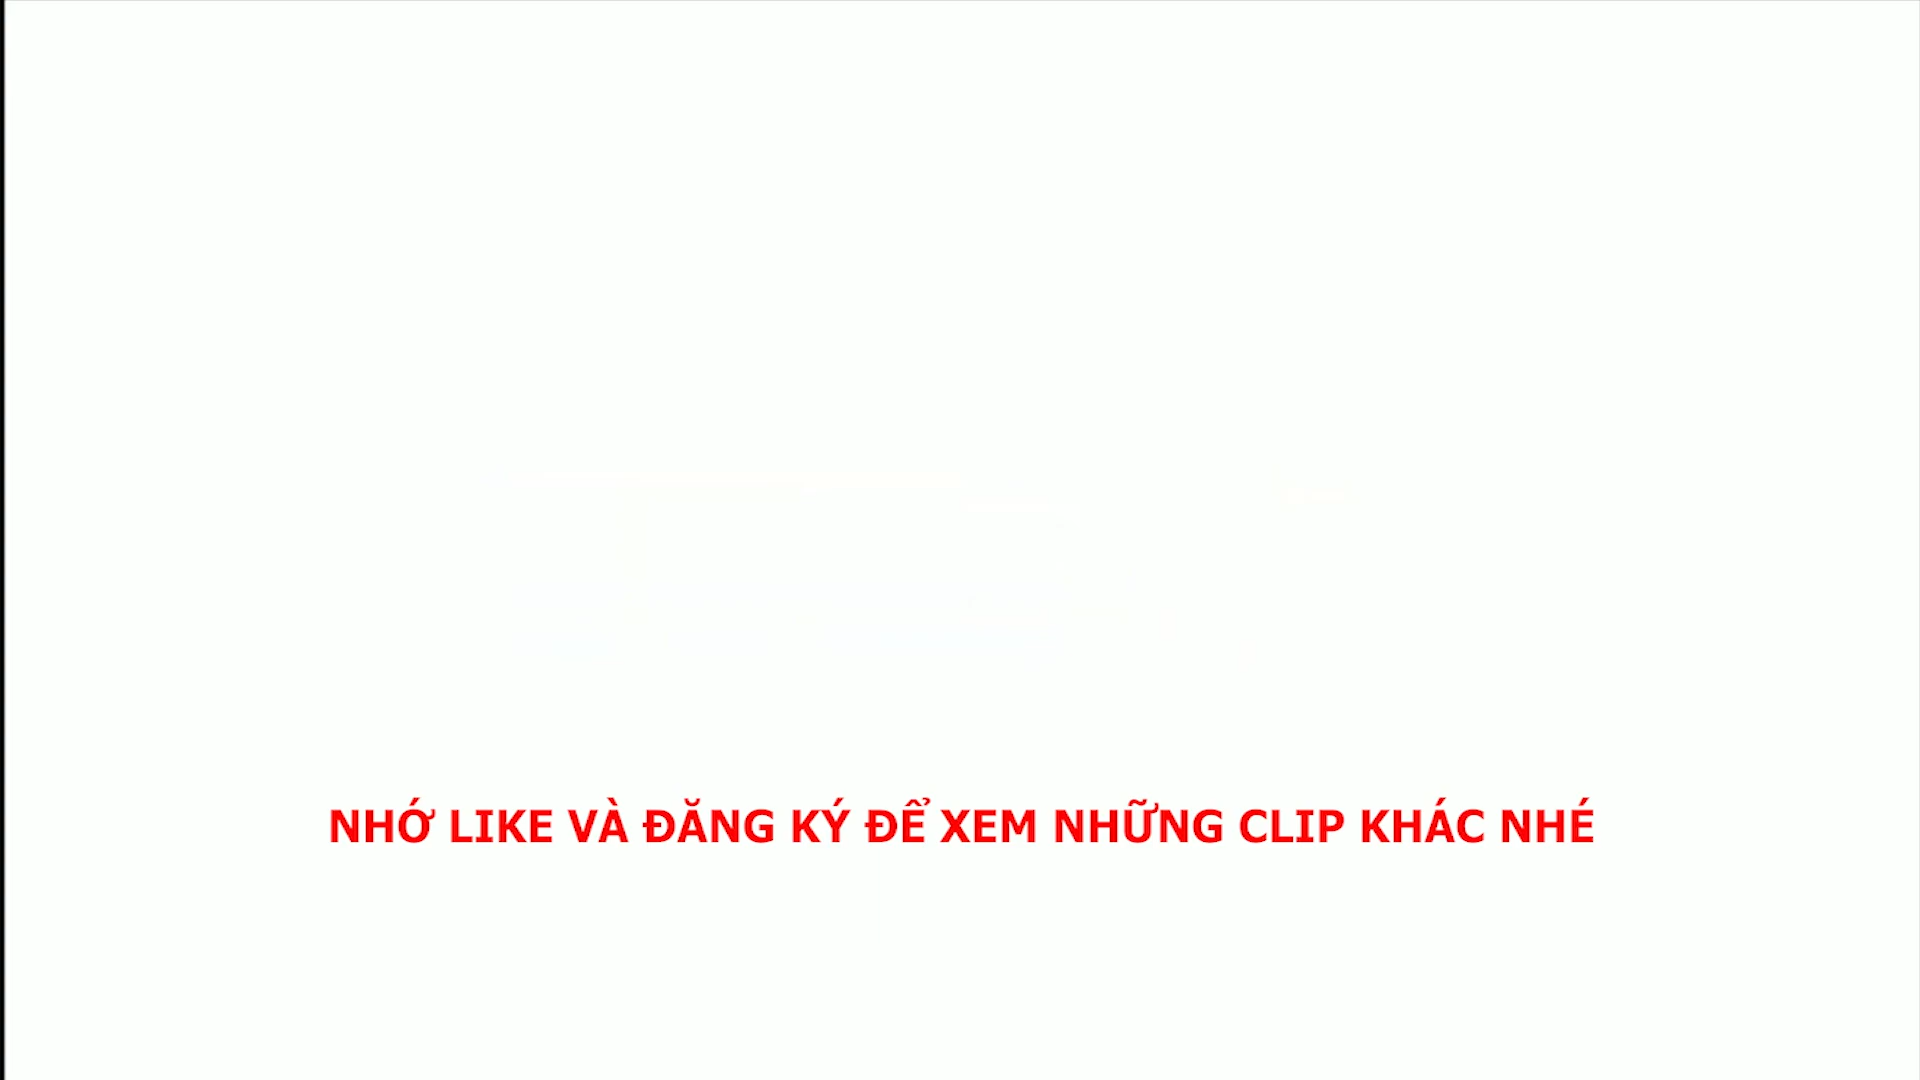 NHỚ LIKE VÀ ĐĂNG KÝ ĐỂ XEM NHỮNG CLIP KHÁC NHÉ